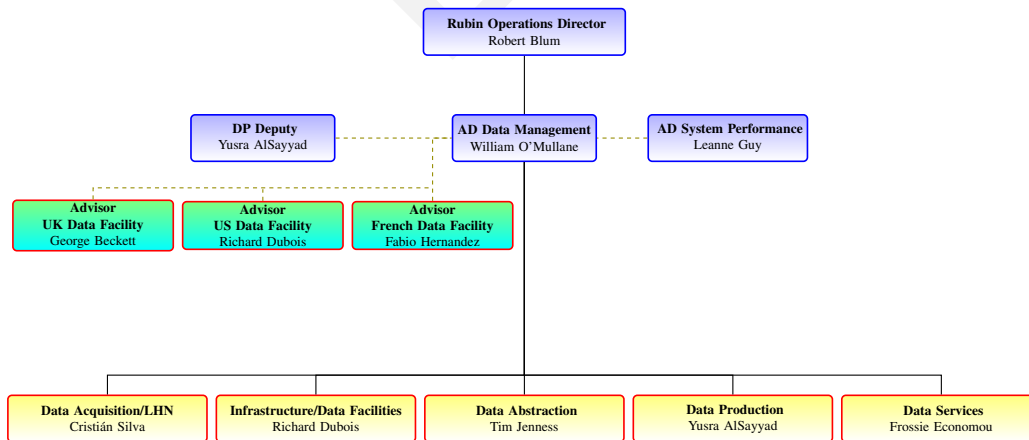 Rubin Operations Director
Robert Blum
DP Deputy
Yusra AlSayyad
AD Data Management
William O'Mullane
AD System Performance
Leanne Guy
Advisor
UK Data Facility
George Beckett
Advisor
US Data Facility
Richard Dubois
Advisor
French Data Facility
Fabio Hernandez
Data Acquisition/LHN
Cristián Silva
Infrastructure/Data Facilities
Richard Dubois
Data Abstraction
Tim Jenness
Data Production
Yusra AlSayyad
Data Services
Frossie Economou